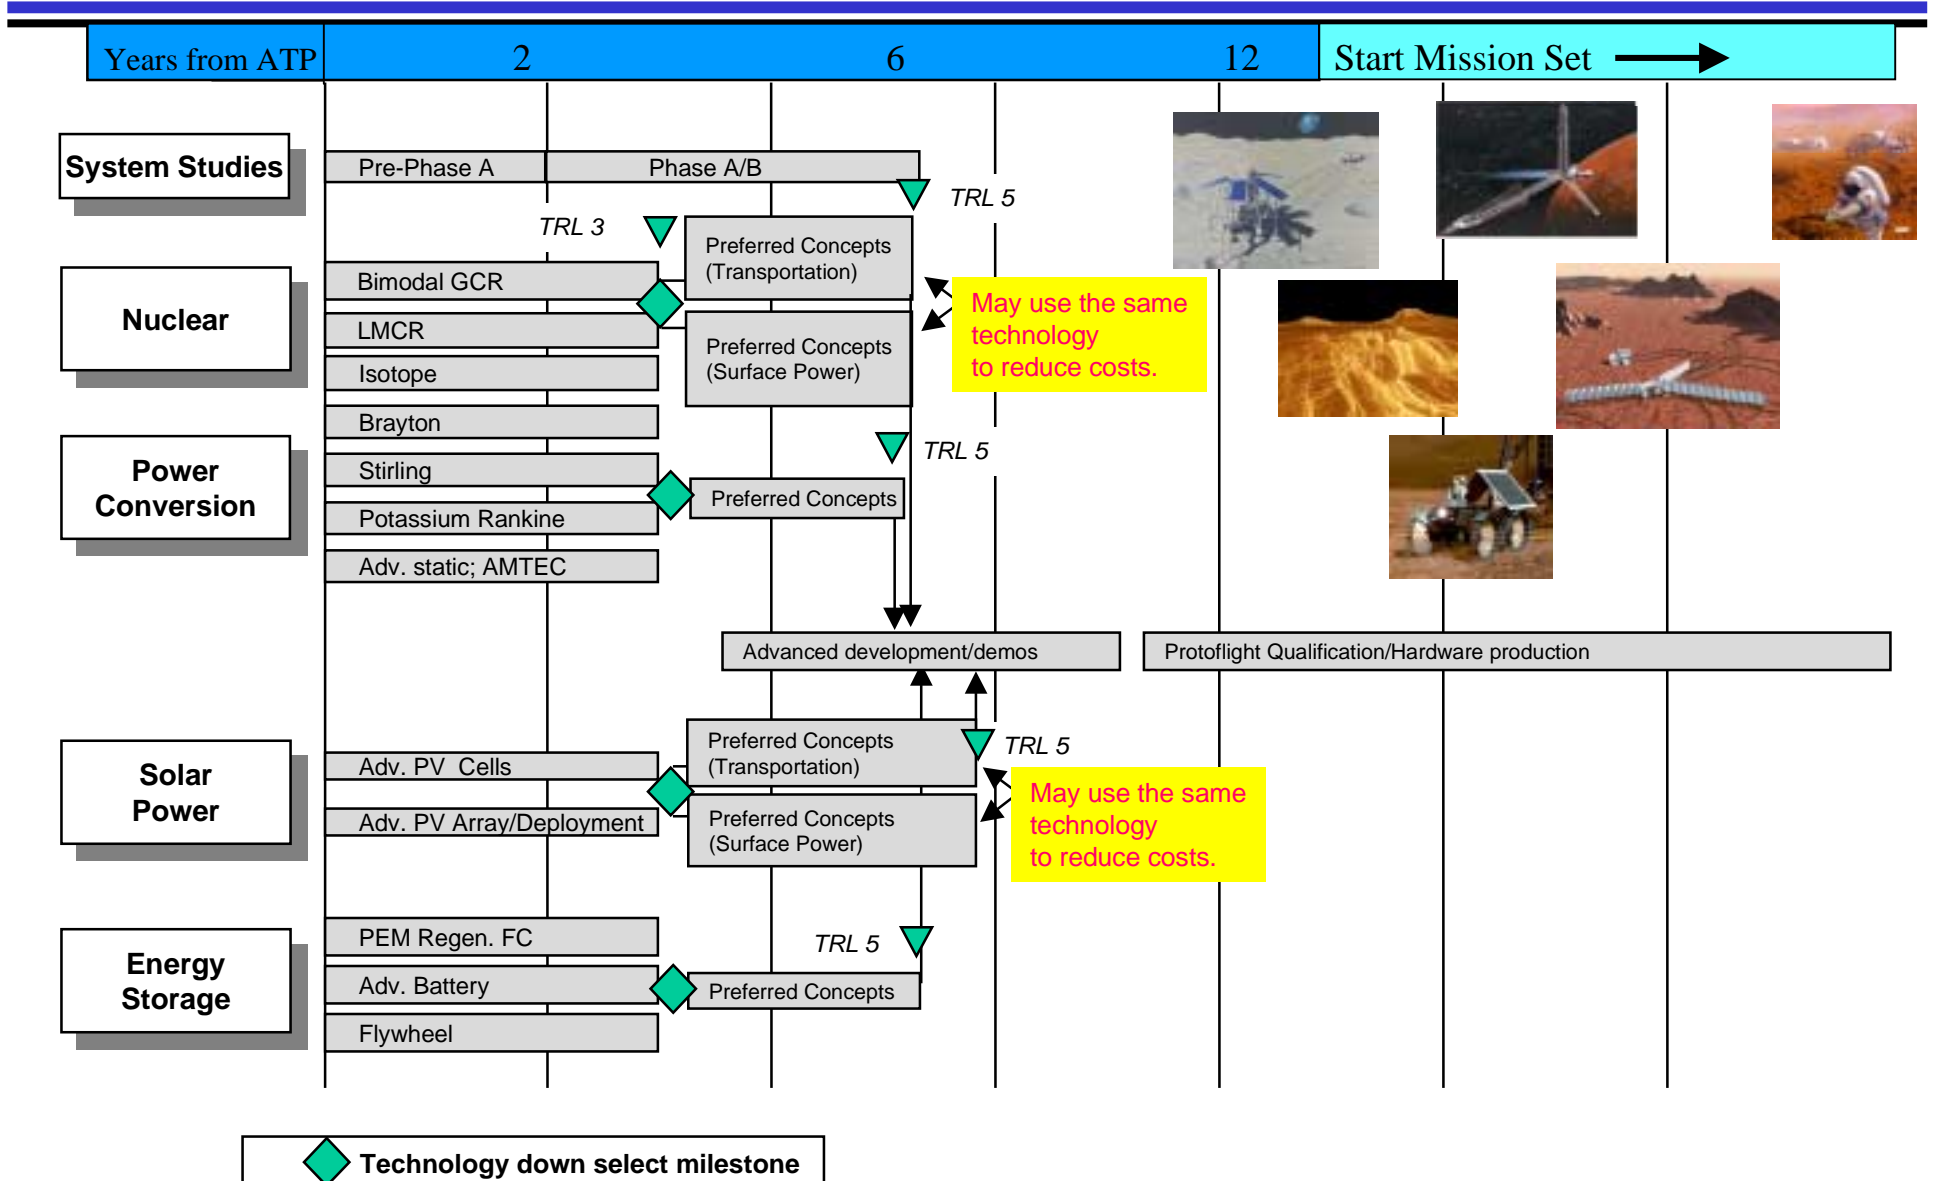 Years from ATP 2 6 12 Start Mission Set
System Studies
Pre-Phase A
Phase A/B
TRL 5
TRL 3
Preferred Concepts
(Transportation)
Nuclear
Bimodal GCR
LMCR
Isotope
Preferred Concepts
(Surface Power)
May use the same
technology
to reduce costs.
Power
Conversion
Brayton
Stirling
Potassium Rankine
Adv. static; AMTEC
Preferred Concepts
TRL 5
Advanced development/demos
Protoflight Qualification/Hardware production
Solar
Power
Adv. PV Cells
Adv. PV Array/Deployment
Preferred Concepts
(Transportation)
TRL 5
Preferred Concepts
(Surface Power)
May use the same
technology
to reduce costs.
Energy
Storage
PEM Regen. FC
Adv. Battery
Flywheel
TRL 5
Preferred Concepts
Technology down select milestone